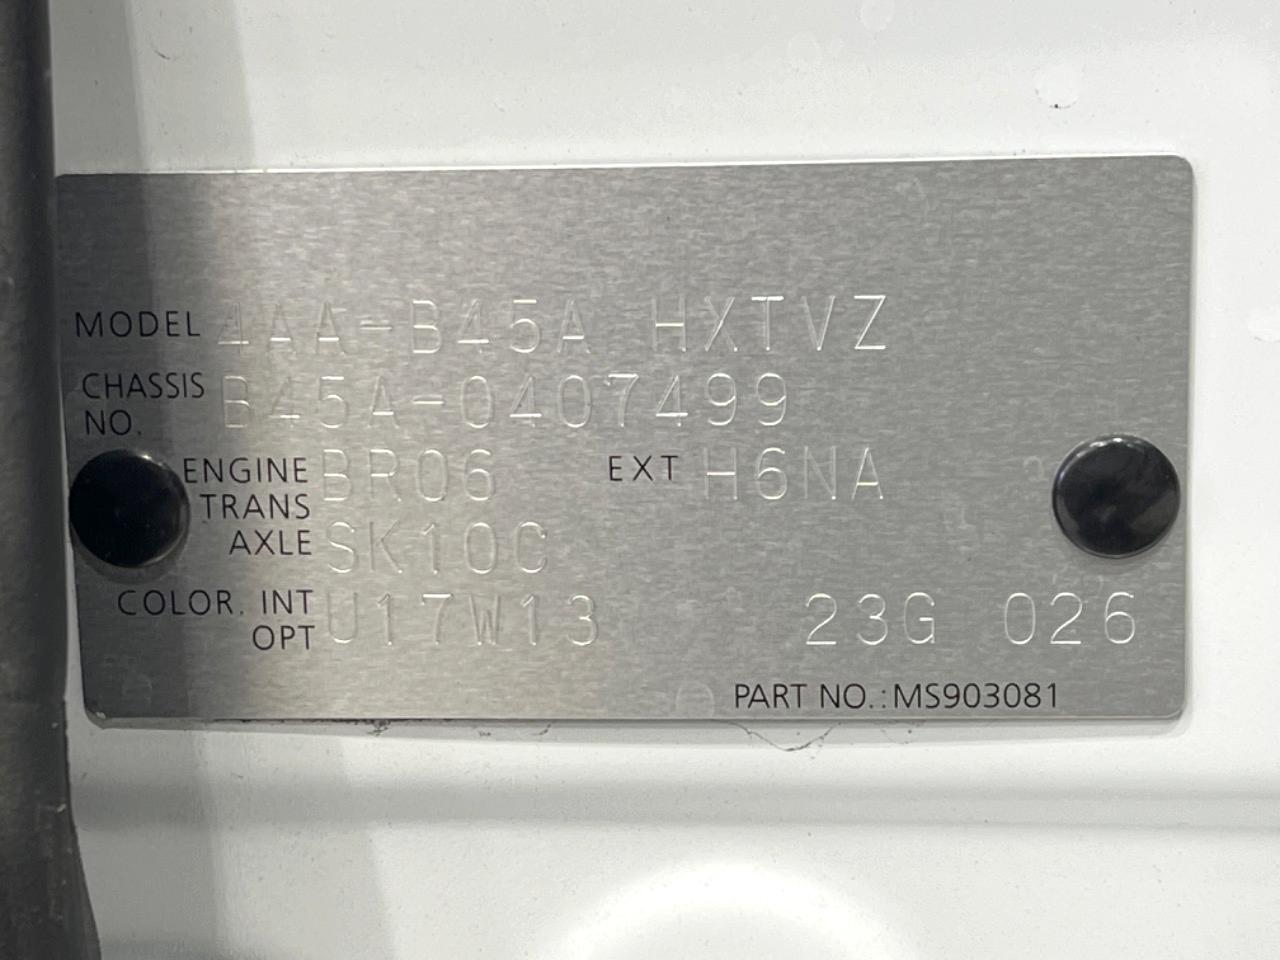 MODEL 4AA-B45A HXTVZ
CHASSIS NO. B45A-0407499
ENGINE BR06 EXT H6NA
TRANS AXLE SK10C
COLOR. INT OPT U17W13 23G 026
PART NO.:MS903081